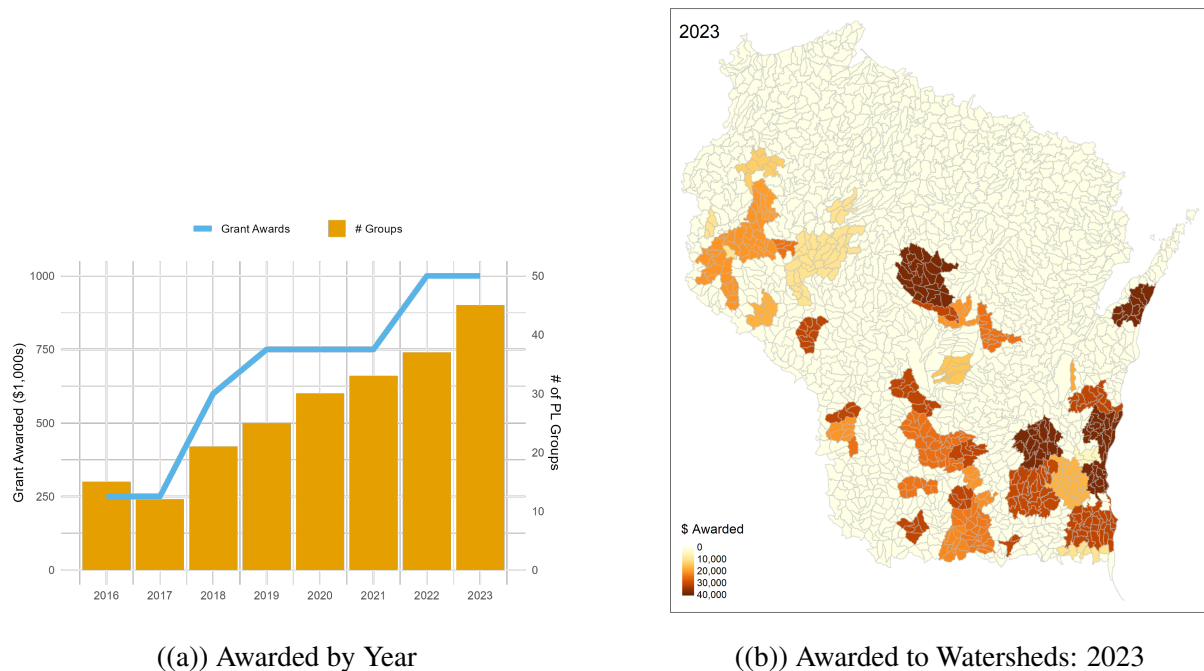 Grant Awards
# Groups
Grant Awarded ($1,000s)
1000
750
500
250
0
50
40
30
20
10
0
# of PL Groups
2016 2017 2018 2019 2020 2021 2022 2023
((a)) Awarded by Year
2023
$ Awarded
0
10,000
20,000
30,000
40,000
((b)) Awarded to Watersheds: 2023